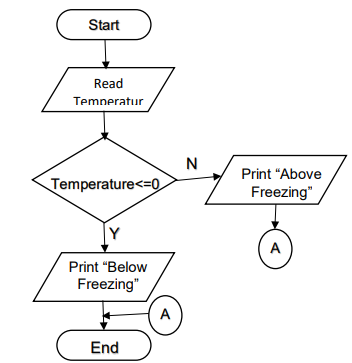 Start
Read
Temperatur
Temperature<=0
N
Print “Above
Freezing”
A
Y
Print “Below
Freezing”
A
End